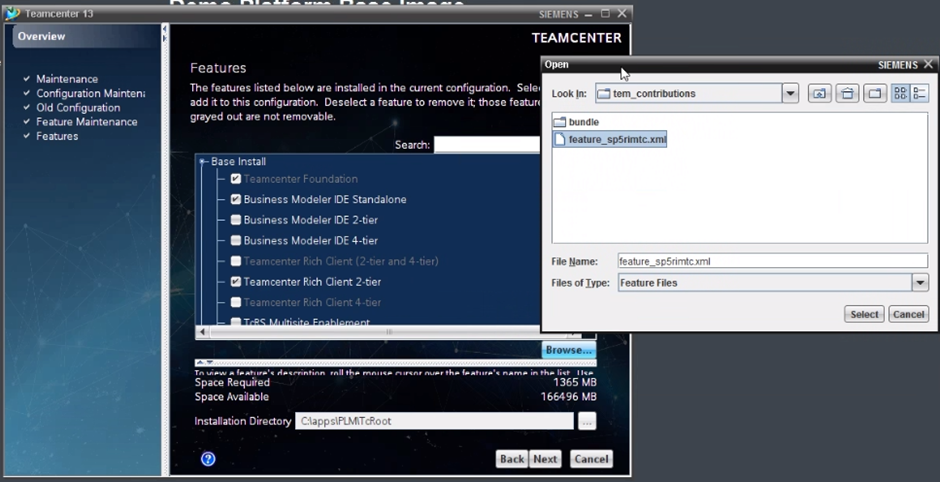 Demo Platform Base Image
Teamcenter 13
SIEMENS
Overview
Maintenance
Configuration Maintena
Old Configuration
Feature Maintenance
Features
TEAMCENTER
Features
The features listed below are installed in the current configuration. Selec
add it to this configuration. Deselect a feature to remove it; those feature
grayed out are not removable.
Search:
Base Install
Teamcenter Foundation
Business Modeler IDE Standalone
Business Modeler IDE 2-tier
Business Modeler IDE 4-tier
Teamcenter Rich Client (2-tier and 4-tier)
Teamcenter Rich Client 2-tier
Teamcenter Rich Client 4-tier
TcRS Multisite Enablement
Browse...
To view a feature's description, roll the mouse cursor over the feature's name in the list. Use
Space Required 1365 MB
Space Available 166496 MB
Installation Directory C:\apps\PLM\TcRoot ...
? Back Next Cancel
Open SIEMENS
Look In: tem_contributions
bundle
feature_sp5rimtc.xml
File Name: feature_sp5rimtc.xml
Files of Type: Feature Files
Select Cancel